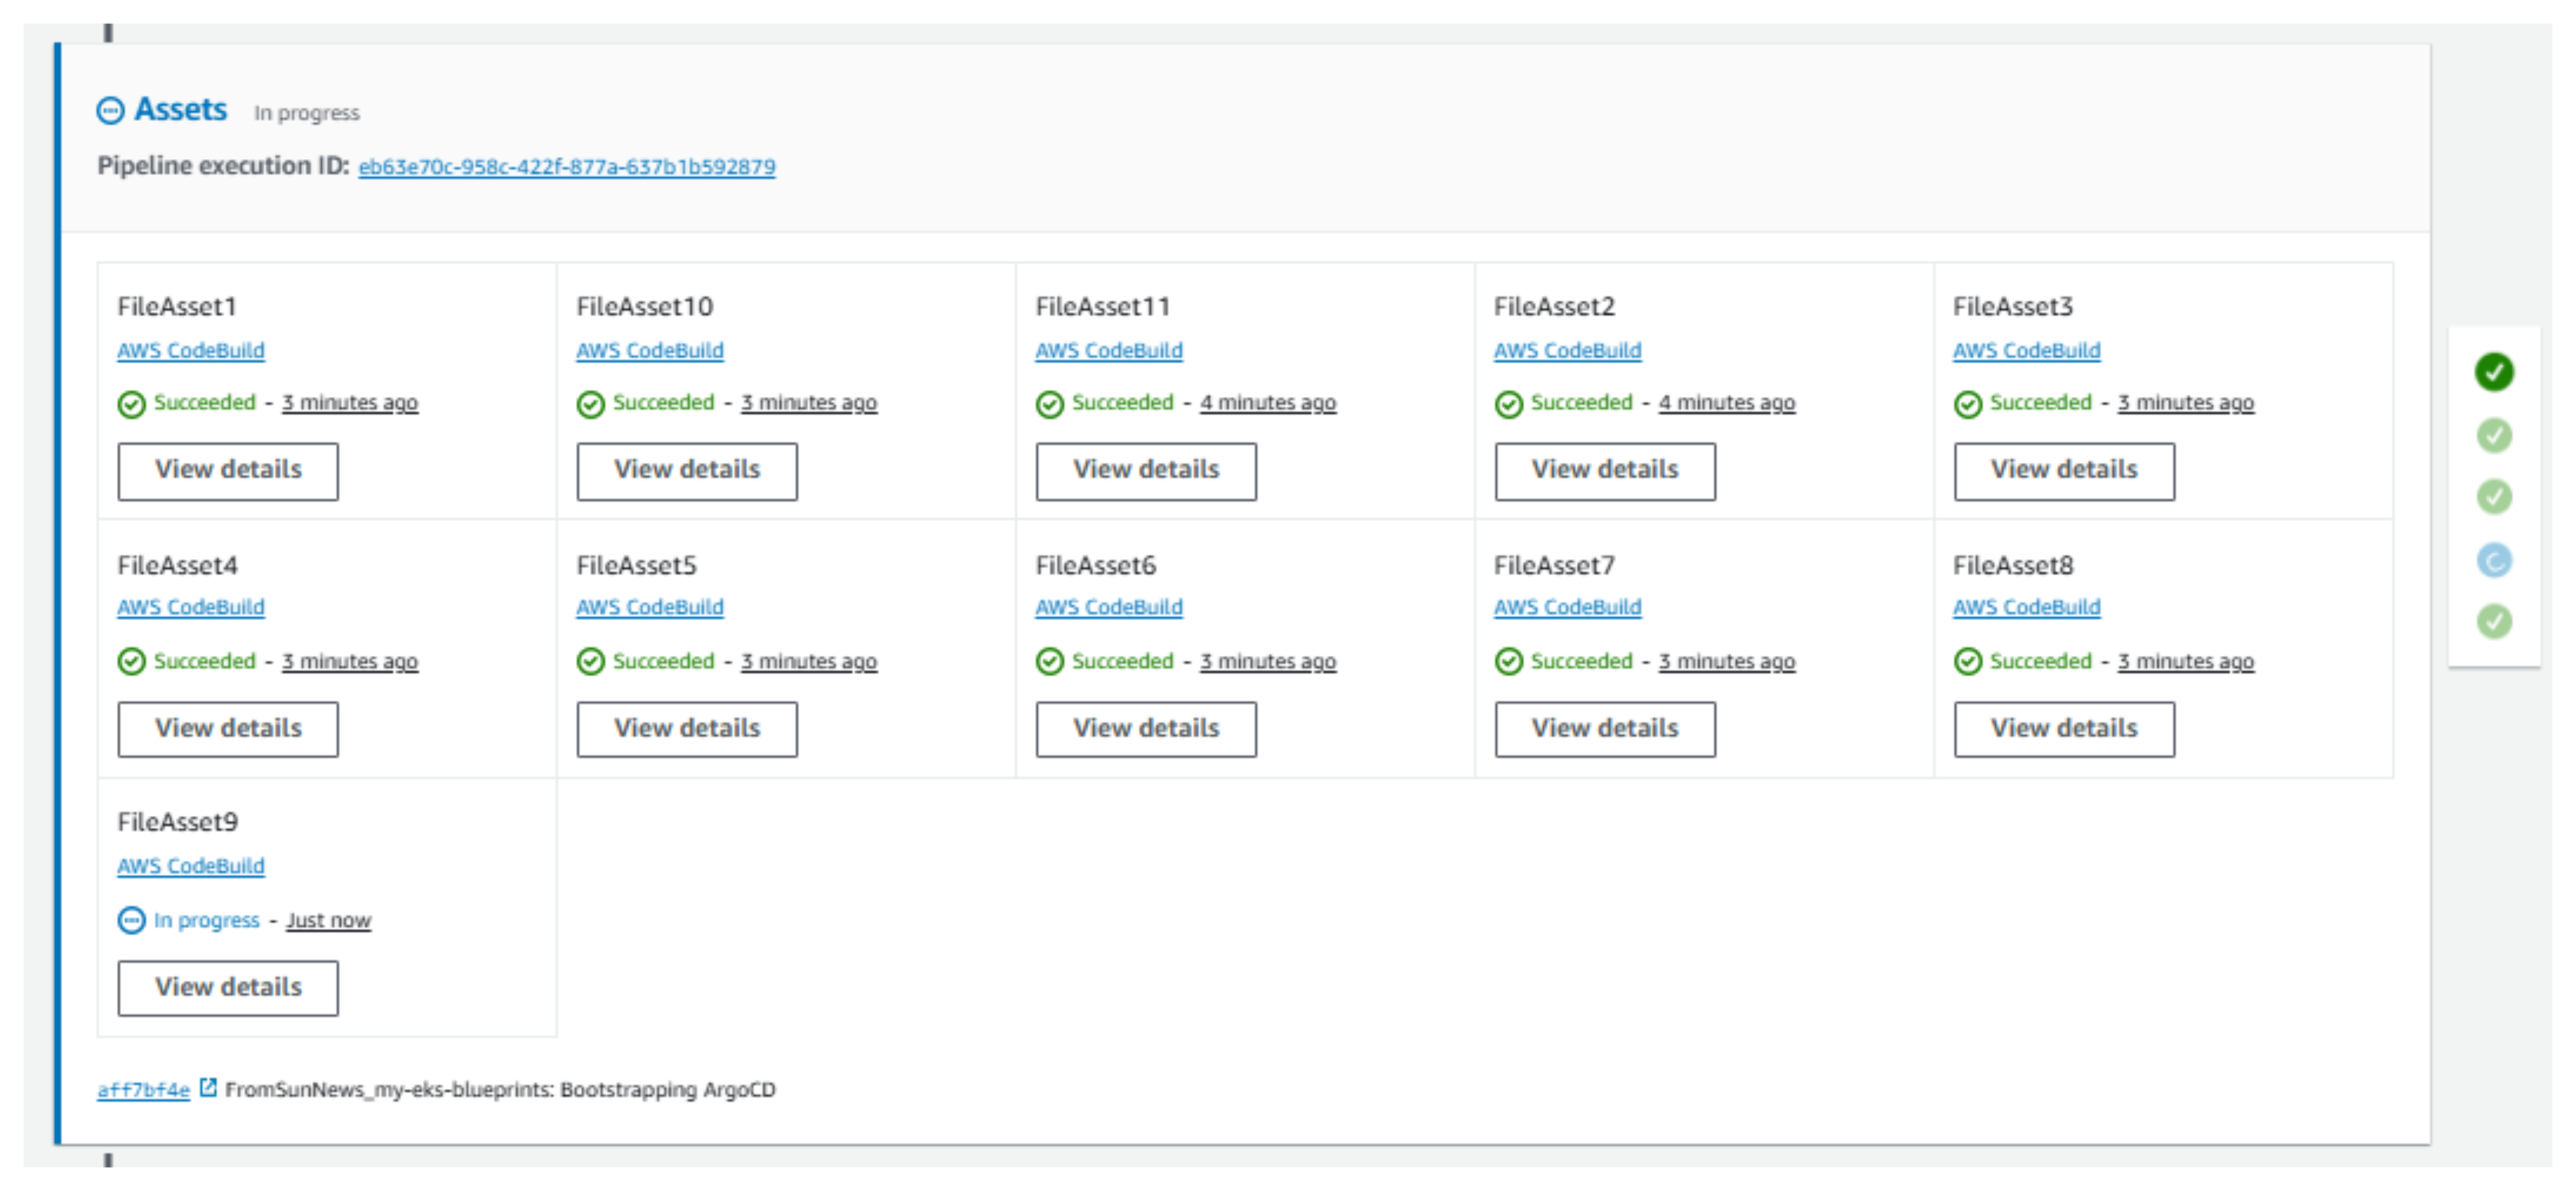 Assets In progress
Pipeline execution ID: eb63e70c-958c-422f-877a-637b1b592879
FileAsset1
AWS CodeBuild
Succeeded - 3 minutes ago
View details
FileAsset10
AWS CodeBuild
Succeeded - 3 minutes ago
View details
FileAsset11
AWS CodeBuild
Succeeded - 4 minutes ago
View details
FileAsset2
AWS CodeBuild
Succeeded - 4 minutes ago
View details
FileAsset3
AWS CodeBuild
Succeeded - 3 minutes ago
View details
FileAsset4
AWS CodeBuild
Succeeded - 3 minutes ago
View details
FileAsset5
AWS CodeBuild
Succeeded - 3 minutes ago
View details
FileAsset6
AWS CodeBuild
Succeeded - 3 minutes ago
View details
FileAsset7
AWS CodeBuild
Succeeded - 3 minutes ago
View details
FileAsset8
AWS CodeBuild
Succeeded - 3 minutes ago
View details
FileAsset9
AWS CodeBuild
In progress - Just now
View details
aff7bf4e FromSunNews_my-eks-blueprints: Bootstrapping ArgoCD